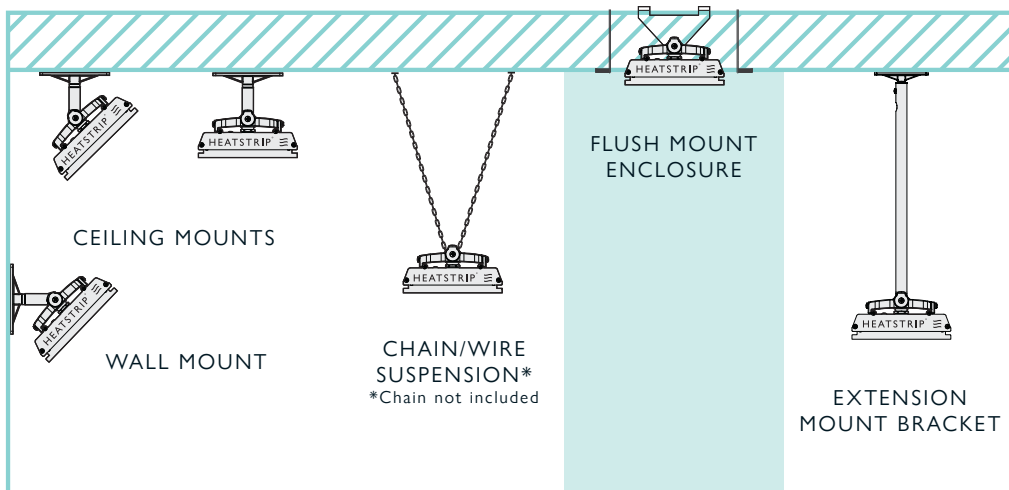 HEATSTRIP
HEATSTRIP
HEATSTRIP
FLUSH MOUNT
ENCLOSURE
CEILING MOUNTS
HEATSTRIP
HEATSTRIP
WALL MOUNT
CHAIN/WIRE
SUSPENSION*
*Chain not included
HEATSTRIP
EXTENSION
MOUNT BRACKET